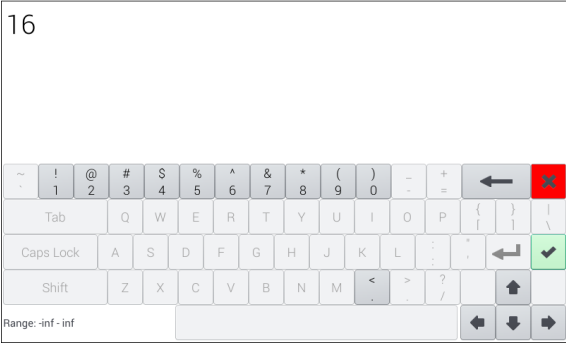 16
~ ! @ # $ % ^ & * ( ) _ +
` 1 2 3 4 5 6 7 8 9 0 - =
Tab Q W E R T Y U I O P { } |
[ ] \
Caps Lock A S D F G H J K L : "
; '
Shift Z X C V B N M < > ?
, . /
Range: -inf - inf